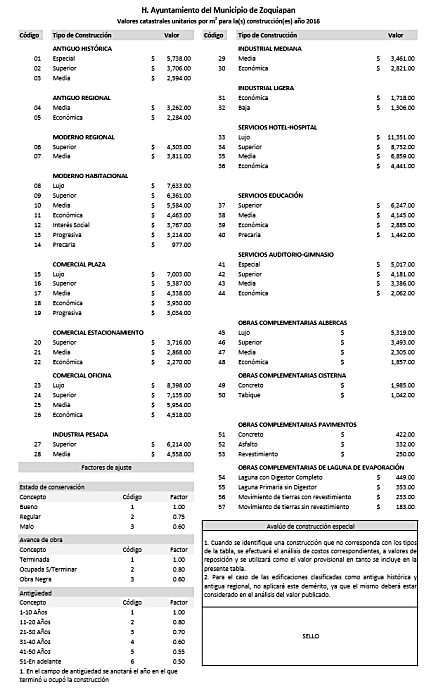 H. Ayuntamiento del Municipio de Zoquiapan
Valores catastrales unitarios por m² para la(s) construcción(es) año 2016
Código Tipo de Construcción Valor
ANTIGUO HISTÓRICA
01 Especial $ 5,738.00
02 Superior $ 3,706.00
03 Media $ 2,594.00
ANTIGUO REGIONAL
04 Media $ 3,262.00
05 Económica $ 2,284.00
MODERNO REGIONAL
06 Superior $ 4,303.00
07 Media $ 3,811.00
MODERNO HABITACIONAL
08 Lujo $ 7,633.00
09 Superior $ 6,361.00
10 Media $ 5,584.00
11 Económica $ 4,463.00
12 Interés Social $ 3,767.00
13 Progresiva $ 3,214.00
14 Precaria $ 977.00
COMERCIAL PLAZA
15 Lujo $ 7,003.00
16 Superior $ 5,387.00
17 Media $ 4,338.00
18 Económica $ 3,930.00
19 Progresiva $ 3,034.00
COMERCIAL ESTACIONAMIENTO
20 Superior $ 3,716.00
21 Media $ 2,868.00
22 Económica $ 2,270.00
COMERCIAL OFICINA
23 Lujo $ 8,398.00
24 Superior $ 7,135.00
25 Media $ 5,954.00
26 Económica $ 4,518.00
INDUSTRIA PESADA
27 Superior $ 6,214.00
28 Media $ 4,558.00
Factores de ajuste
Estado de conservación
Concepto Código Factor
Bueno 1 1.00
Regular 2 0.75
Malo 3 0.60
Avance de obra
Concepto Código Factor
Terminada 1 1.00
Ocupada S/Terminar 2 0.80
Obra Negra 3 0.60
Antigüedad
Concepto Código Factor
1-10 Años 1 1.00
11-20 Años 2 0.80
21-30 Años 3 0.70
31-40 Años 4 0.60
41-50 Años 5 0.55
51-En adelante 6 0.50
1. En el campo de antigüedad se anotará el año en el que
terminó u ocupó la construcción
Código Tipo de Construcción Valor
INDUSTRIAL MEDIANA
29 Media $ 3,461.00
30 Económica $ 2,821.00
INDUSTRIAL LIGERA
31 Económica $ 1,718.00
32 Baja $ 1,306.00
SERVICIOS HOTEL-HOSPITAL
33 Lujo $ 11,351.00
34 Superior $ 8,732.00
35 Media $ 6,859.00
36 Económica $ 4,441.00
SERVICIOS EDUCACIÓN
37 Superior $ 6,247.00
38 Media $ 4,145.00
39 Económica $ 2,885.00
40 Precaria $ 1,442.00
SERVICIOS AUDITORIO-GIMNASIO
41 Especial $ 5,017.00
42 Superior $ 4,181.00
43 Media $ 3,386.00
44 Económica $ 2,062.00
OBRAS COMPLEMENTARIAS ALBERCAS
45 Lujo $ 5,319.00
46 Superior $ 3,493.00
47 Media $ 2,305.00
48 Económica $ 1,857.00
OBRAS COMPLEMENTARIAS CISTERNA
49 Concreto $ 1,985.00
50 Tabique $ 1,042.00
OBRAS COMPLEMENTARIAS PAVIMENTOS
51 Concreto $ 422.00
52 Asfalto $ 332.00
53 Revestimiento $ 250.00
OBRAS COMPLEMENTARIAS DE LAGUNA DE EVAPORACIÓN
54 Laguna con Digestor Completo $ 449.00
55 Laguna Primaria sin Digestor $ 353.00
56 Movimiento de tierras con revestimiento $ 233.00
57 Movimiento de tierras sin revestimiento $ 183.00
Avalúo de construcción especial
1. Cuando se identifique una construcción que no corresponda con los tipos
de la tabla, se efectuará el análisis de costos correspondientes, a valores de
reposición y se utilizará como el valor provisional en tanto se incluye en la
presente tabla.
2. Para el caso de las edificaciones clasificadas como antigua histórica y
antigua regional, no aplicará este demérito, ya que el mismo deberá estar
considerado en el análisis del valor publicado.
SELLO